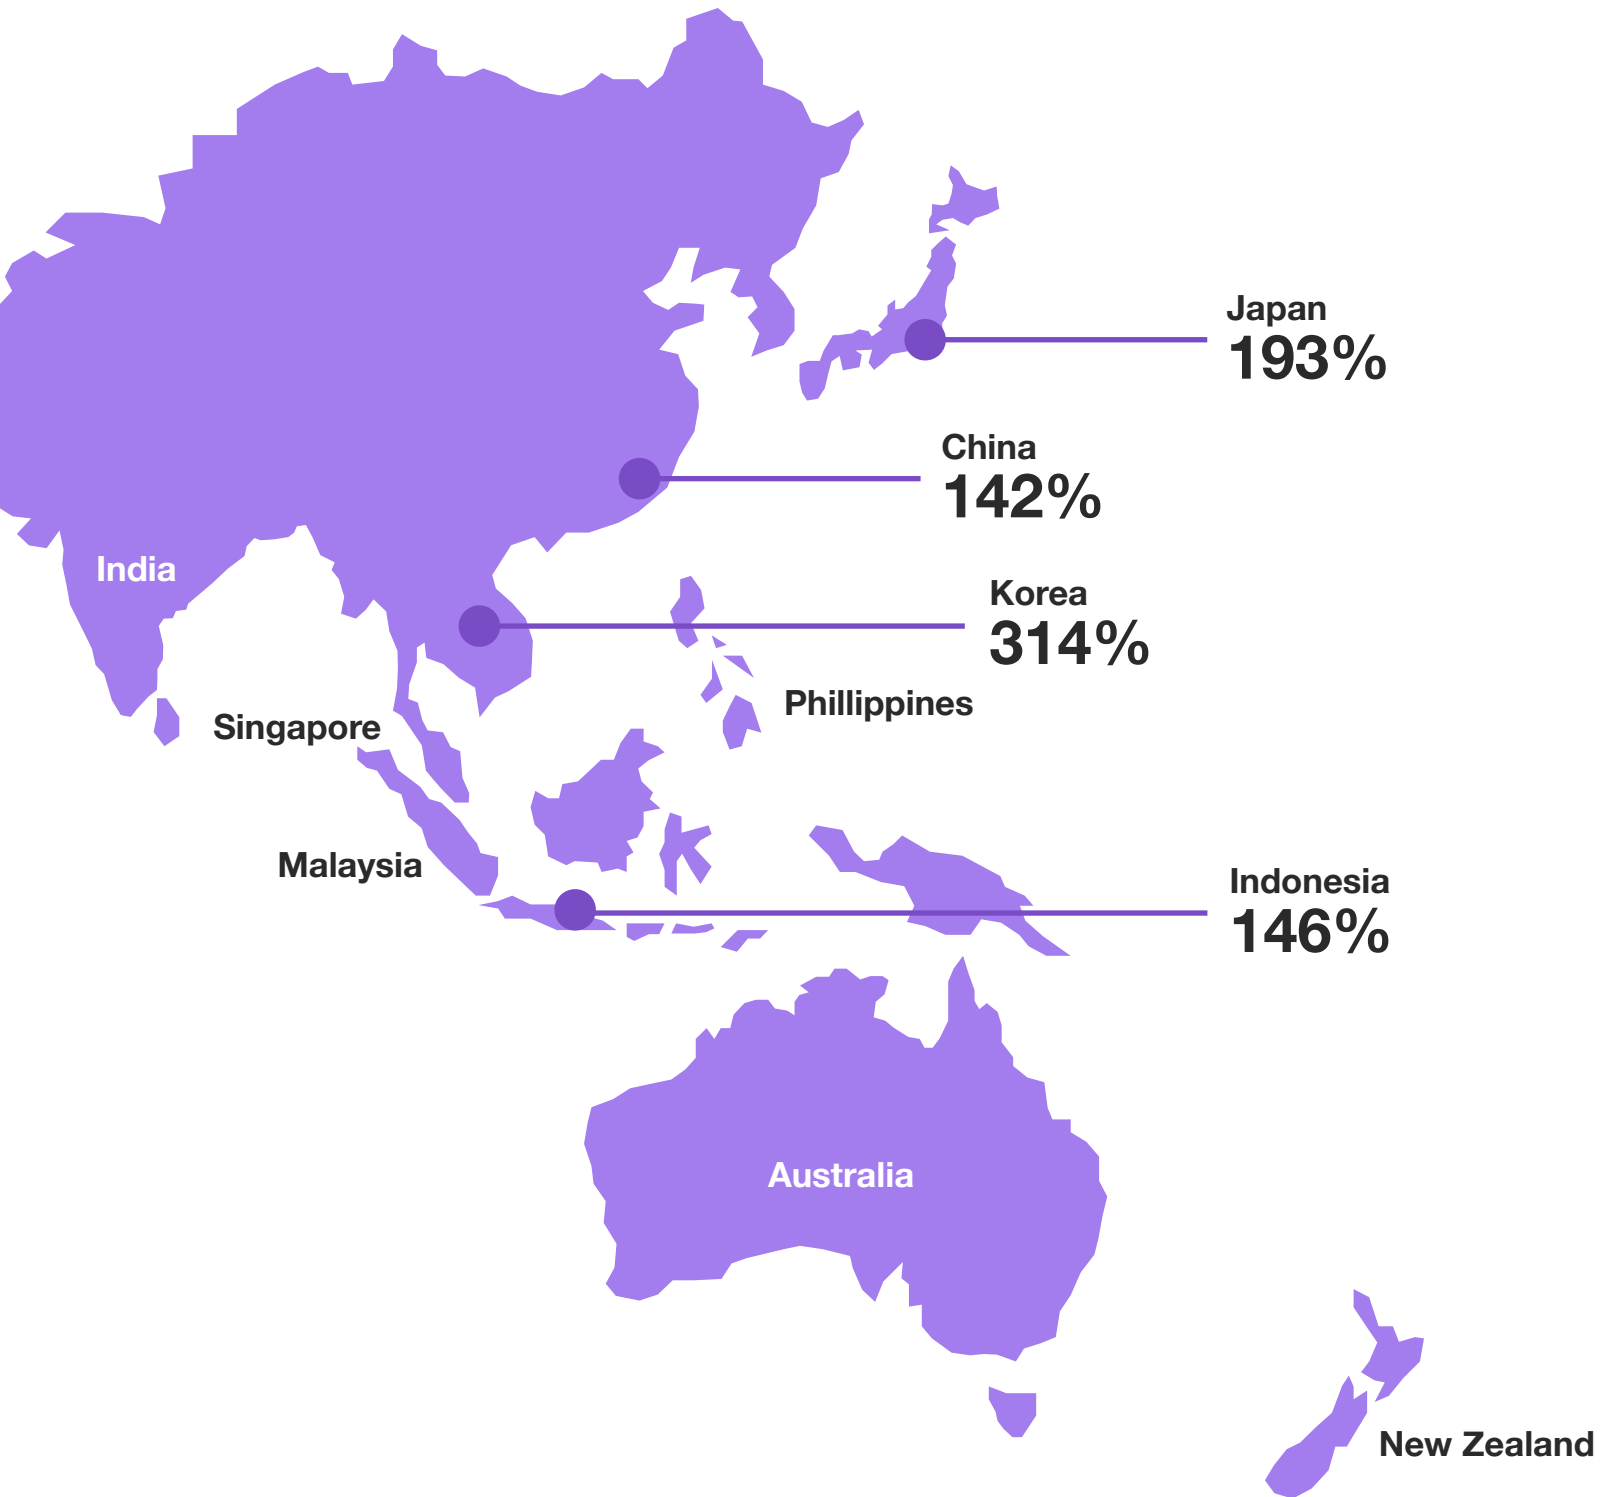 Japan
193%
China
142%
India
Korea
314%
Phillippines
Singapore
Malaysia
Indonesia
146%
Australia
New Zealand